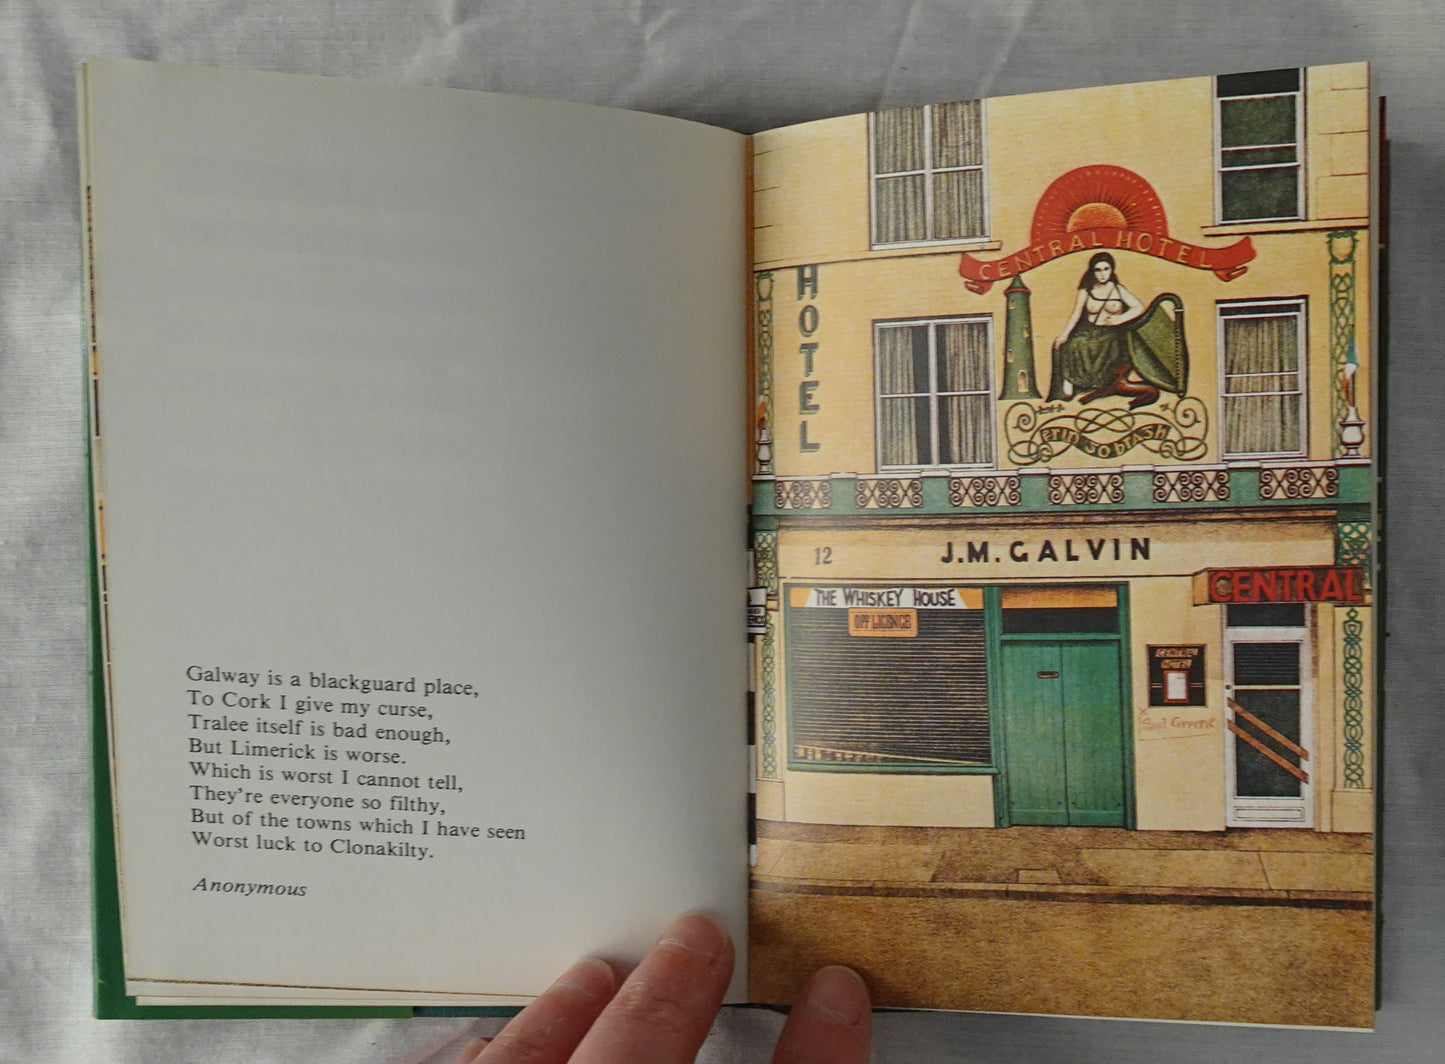 Galway is a blackguard place,
To Cork I give my curse,
Tralee itself is bad enough,
But Limerick is worse.
Which is worst I cannot tell,
They're everyone so filthy,
But of the towns which I have seen
Worst luck to Clonakilty.
Anonymous
CENTRAL HOTEL
HOTEL
12
J.M. GALVIN
CENTRAL
THE WHISKEY HOUSE
OFF LICENCE
CENTRAL
HOTEL